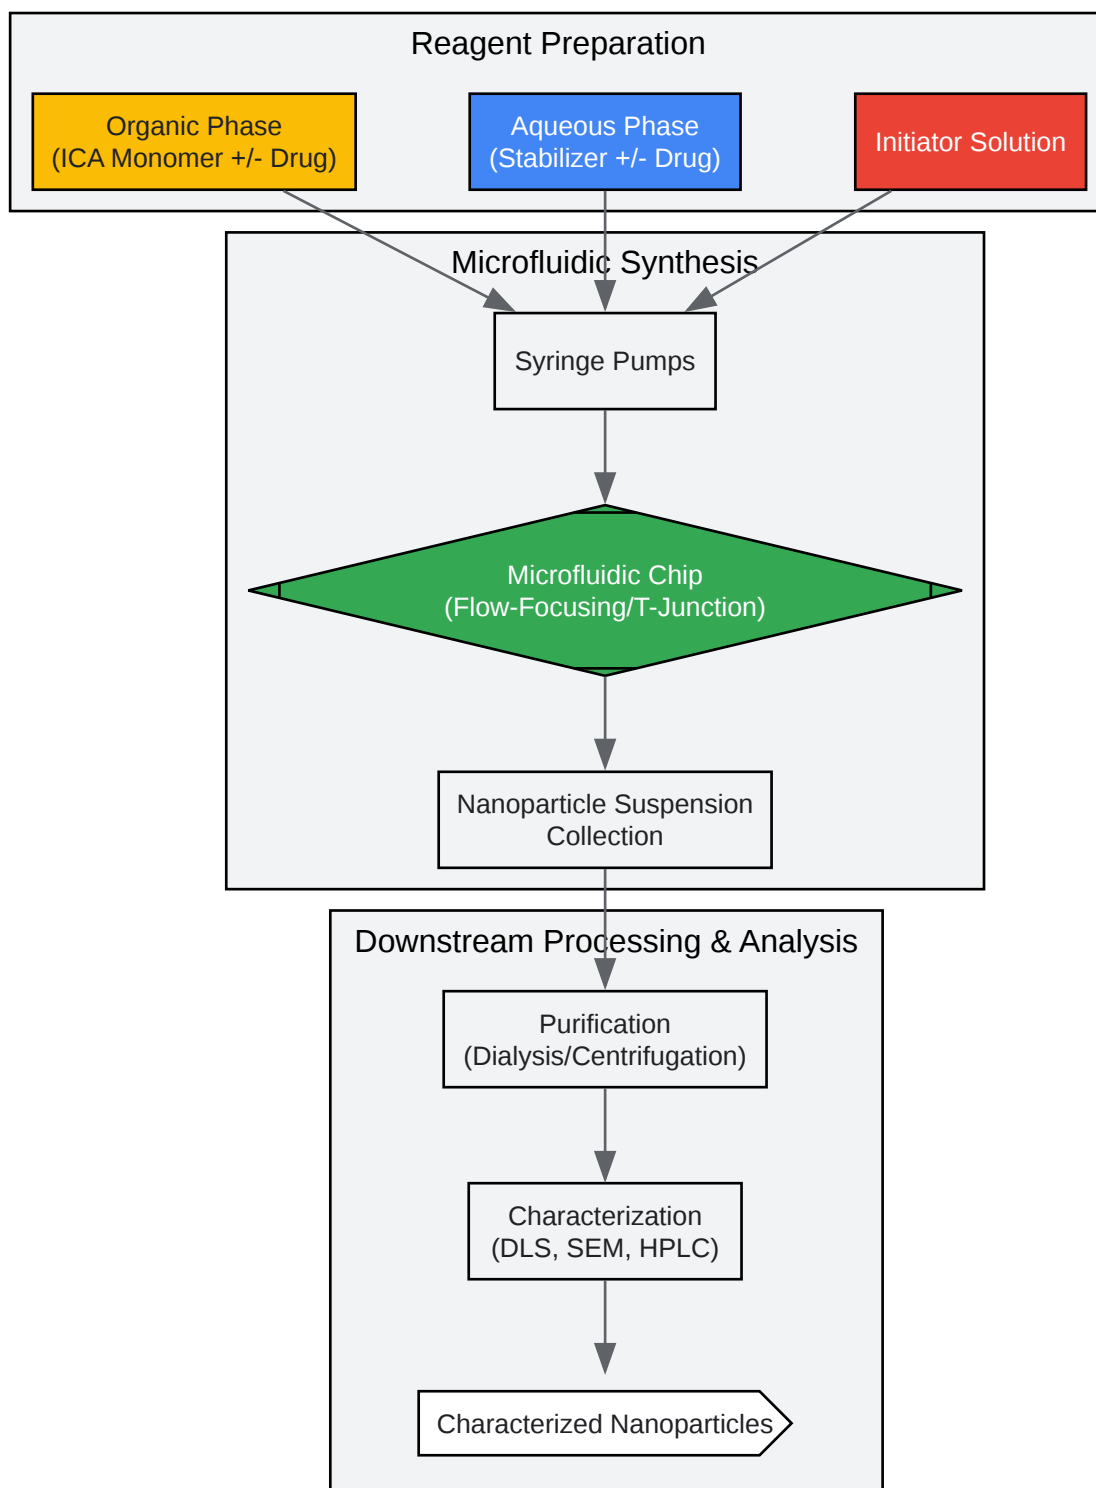 Reagent Preparation
Organic Phase
(ICA Monomer +/- Drug)
Aqueous Phase
(Stabilizer +/- Drug)
Initiator Solution
Microfluidic Synthesis
Syringe Pumps
Microfluidic Chip
(Flow-Focusing/T-Junction)
Nanoparticle Suspension
Collection
Downstream Processing & Analysis
Purification
(Dialysis/Centrifugation)
Characterization
(DLS, SEM, HPLC)
Characterized Nanoparticles